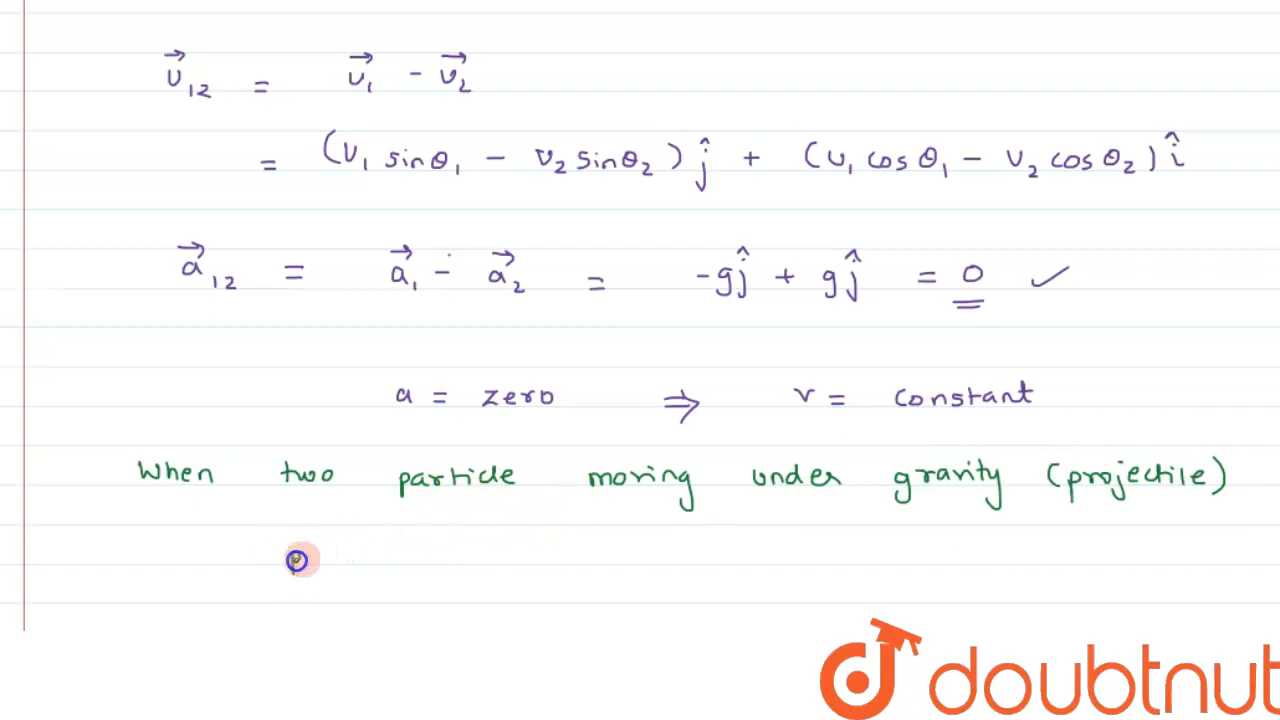 v⃗₁₂ = v⃗₁ - v⃗₂
= (v₁ sinθ₁ - v₂ sinθ₂) ĵ + (v₁ cosθ₁ - v₂ cosθ₂) î
a⃗₁₂ = a⃗₁ - a⃗₂ = -gĵ + gĵ = 0 ✓
a = zero ⇒ v = constant
When two particle moving under gravity (projectile)
doubtnut